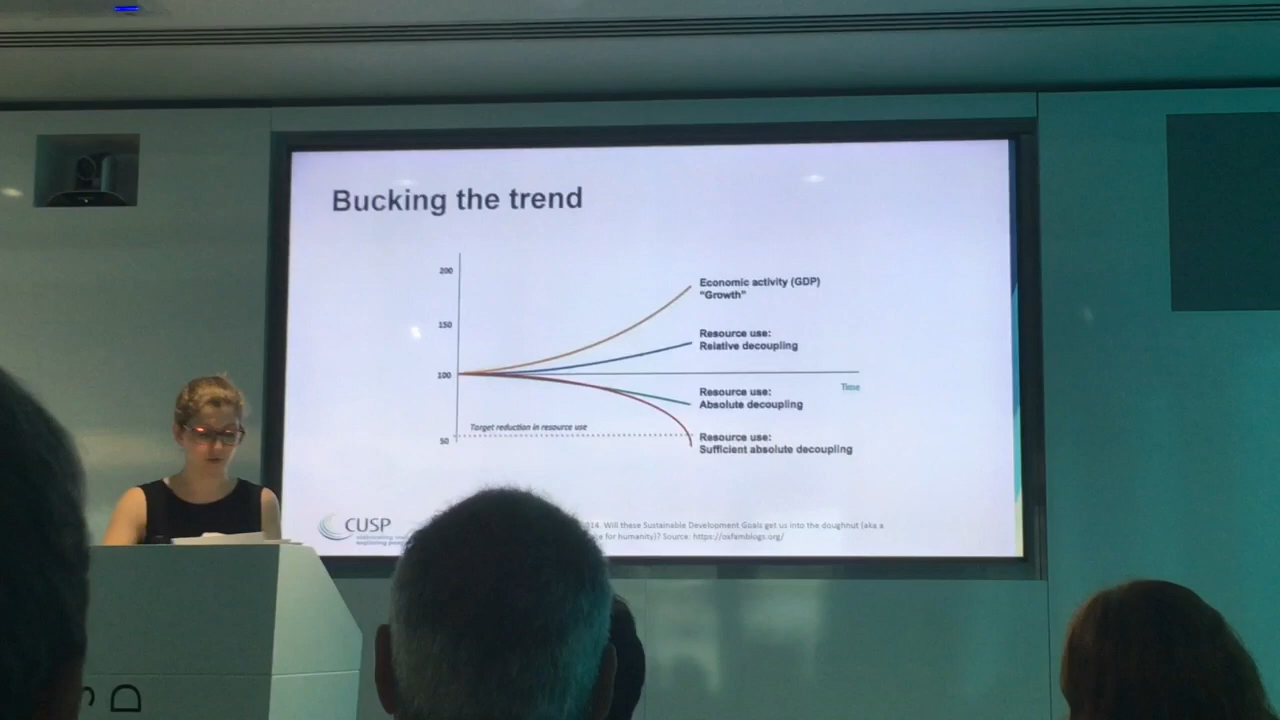 Bucking the trend
200
Economic activity (GDP)
"Growth"
150
Resource use:
Relative decoupling
100
Time
Resource use:
Absolute decoupling
Target reduction in resource use
50
Resource use:
Sufficient absolute decoupling
CUSP
14. Will these Sustainable Development Goals get us into the doughnut (aka a
ce for humanity)? Source: https://oxfamblogs.org/
D